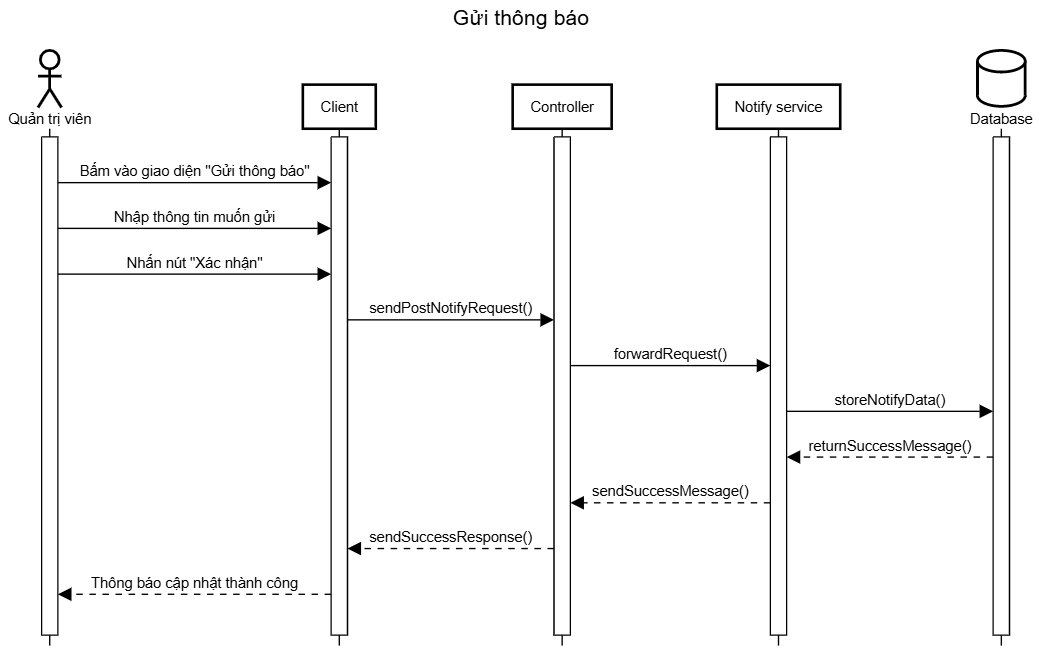 Gửi thông báo
Quản trị viên
Client
Controller
Notify service
Database
Bấm vào giao diện "Gửi thông báo"
Nhập thông tin muốn gửi
Nhấn nút "Xác nhận"
sendPostNotifyRequest()
forwardRequest()
storeNotifyData()
returnSuccessMessage()
sendSuccessMessage()
sendSuccessResponse()
Thông báo cập nhật thành công